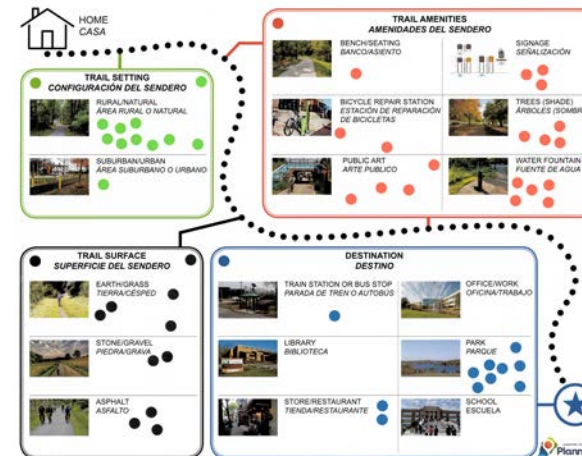 HOME
CASA
TRAIL SETTING
CONFIGURACIÓN DEL SENDERO
RURAL/NATURAL
ÁREA RURAL O NATURAL
SUBURBAN/URBAN
ÁREA SUBURBANO O URBANO
TRAIL AMENITIES
AMENIDADES DEL SENDERO
BENCH/SEATING
BANCO/ASIENTO
SIGNAGE
SEÑALIZACIÓN
BICYCLE REPAIR STATION
ESTACIÓN DE REPARACIÓN
DE BICICLETAS
TREES (SHADE)
ÁRBOLES (SOMBR
PUBLIC ART
ARTE PUBLICO
WATER FOUNTAIN
FUENTE DE AGUA
TRAIL SURFACE
SUPERFICIE DEL SENDERO
EARTH/GRASS
TIERRA/CÉSPED
STONE/GRAVEL
PIEDRA/GRAVA
ASPHALT
ASFALTO
DESTINATION
DESTINO
TRAIN STATION OR BUS STOP
PARADA DE TREN O AUTOBÚS
OFFICE/WORK
OFICINA/TRABAJO
LIBRARY
BIBLIOTECA
PARK
PARQUE
STORE/RESTAURANT
TIENDA/RESTAURANTE
SCHOOL
ESCUELA
Plann